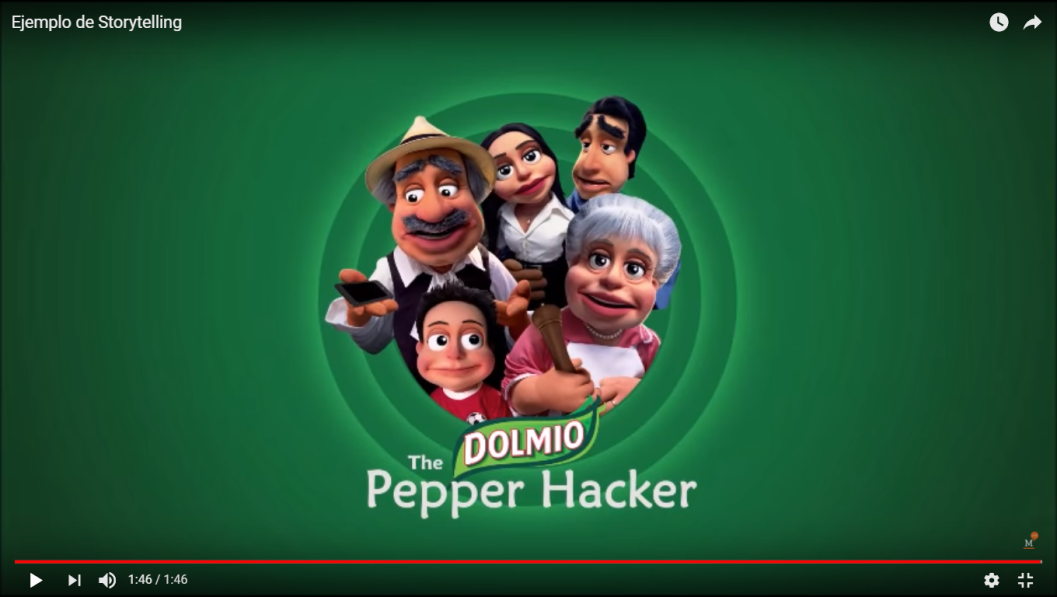 Ejemplo de Storytelling
The DOLMIO
Pepper Hacker
M
1:46 / 1:46